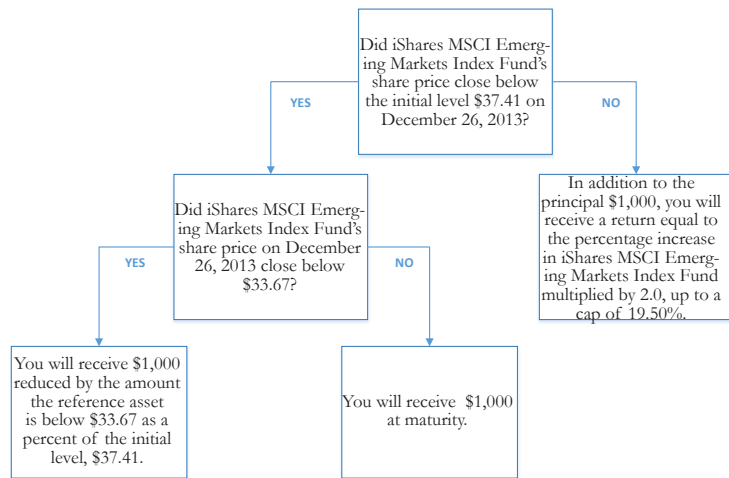 Did iShares MSCI Emerg-
ing Markets Index Fund's
share price close below
the initial level $37.41 on
December 26, 2013?
YES
NO
Did iShares MSCI Emerg-
ing Markets Index Fund's
share price on December
26, 2013 close below
$33.67?
In addition to the
principal $1,000, you will
receive a return equal to
the percentage increase
in iShares MSCI Emerg-
ing Markets Index Fund
multiplied by 2.0, up to a
cap of 19.50%.
YES
NO
You will receive $1,000
reduced by the amount
the reference asset
is below $33.67 as a
percent of the initial
level, $37.41.
You will receive $1,000
at maturity.